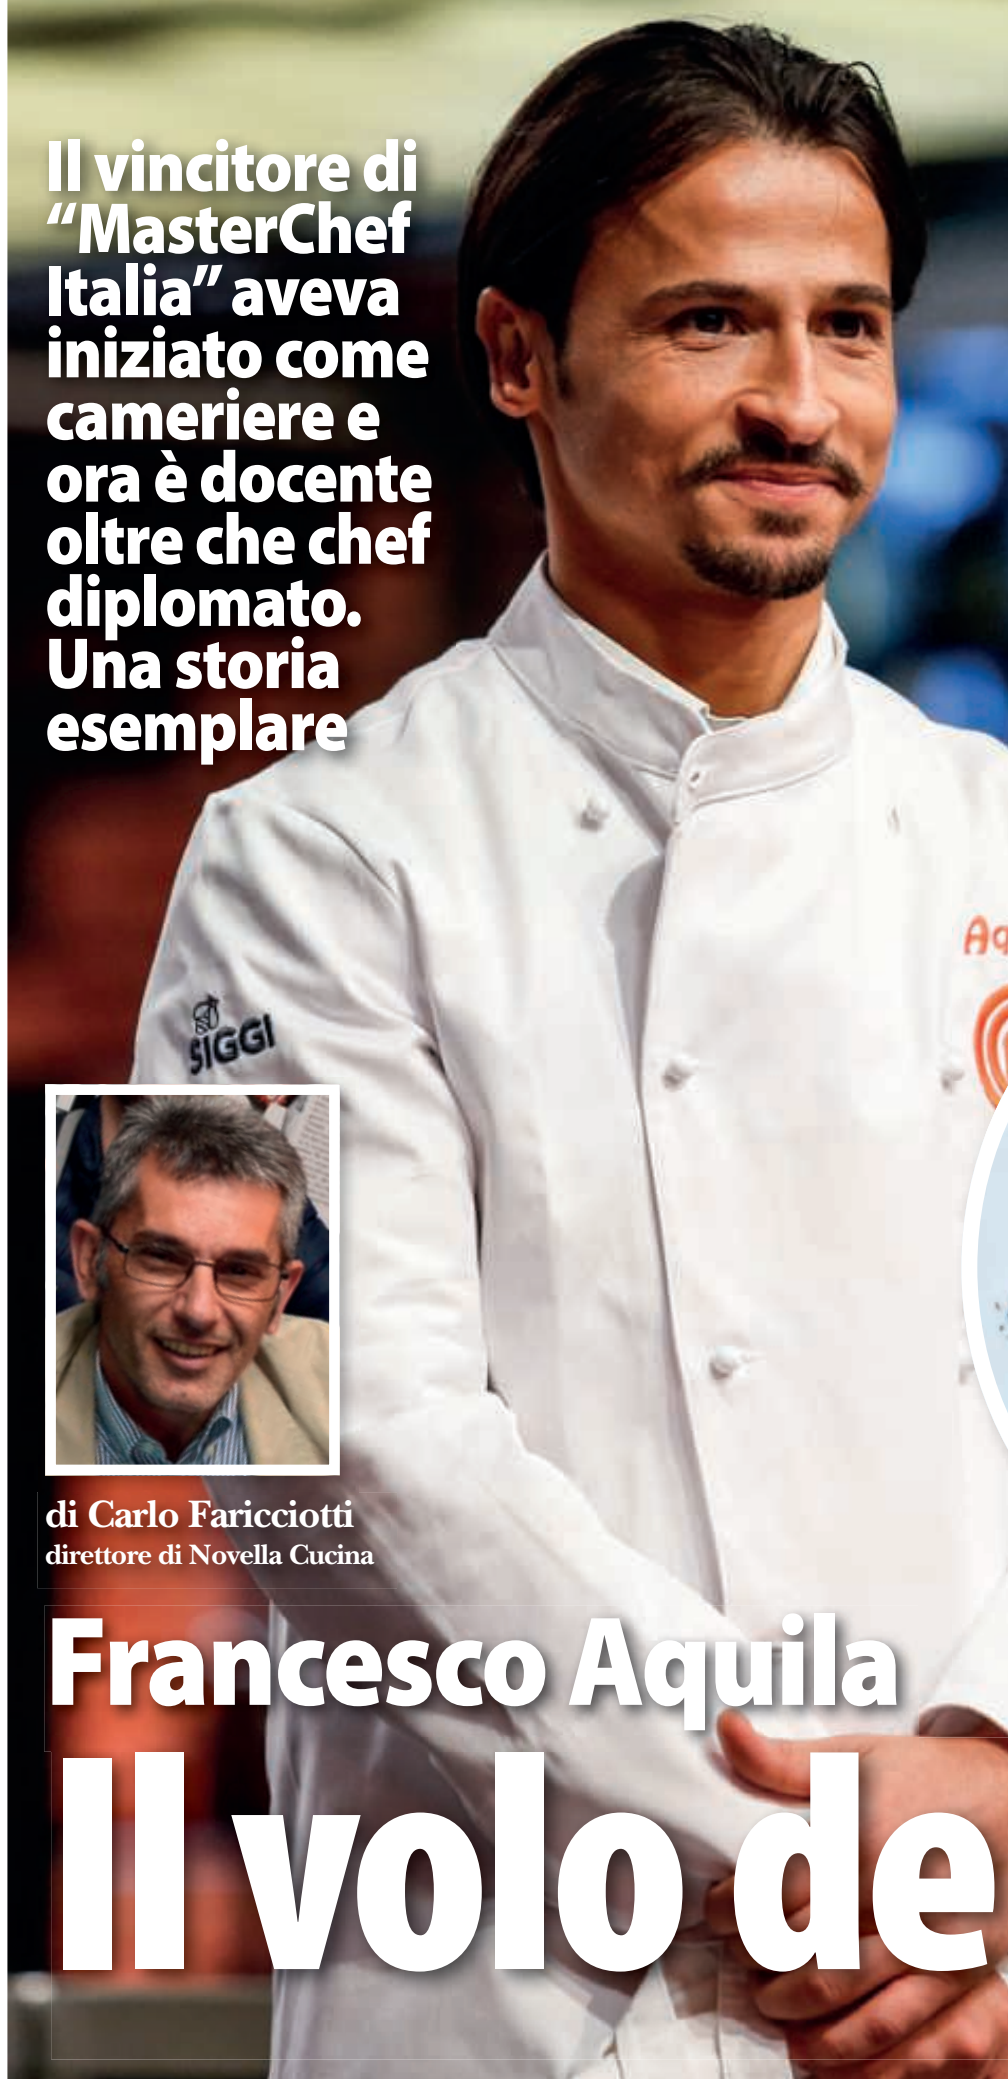 Il vincitore di
“MasterChef
Italia” aveva
iniziato come
cameriere e
ora è docente
oltre che chef
diplomato.
Una storia
esemplare
Aq
SIGGI
di Carlo Faricciotti
direttore di Novella Cucina
Francesco Aquila
Il volo de